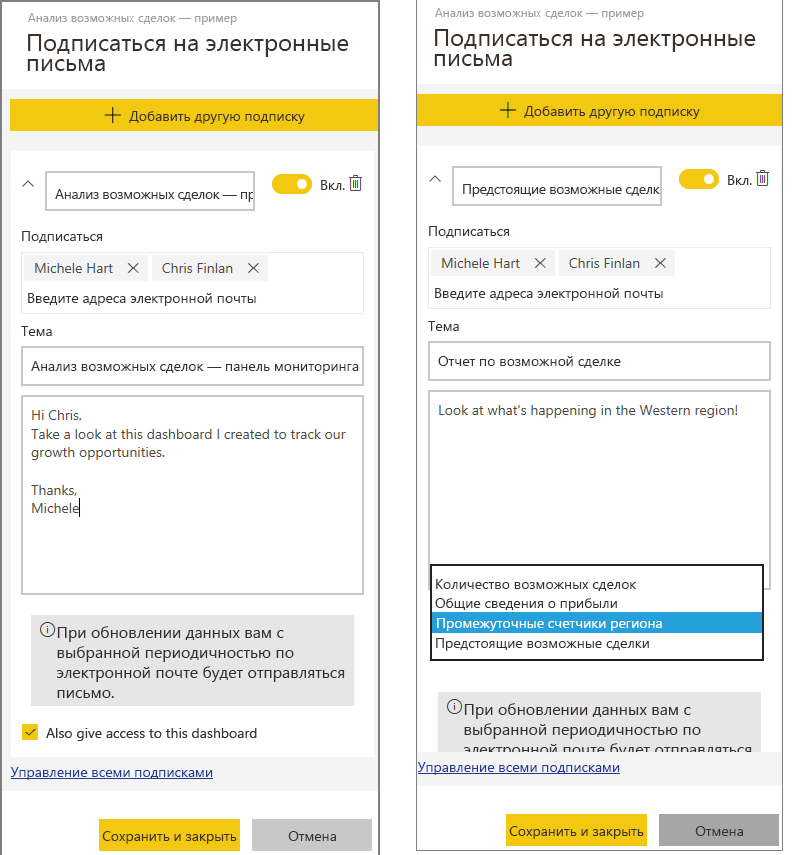 Анализ возможных сделок — пример
Подписаться на электронные
письма
Добавить другую подписку
Анализ возможных сделок — пр
Вкл.
Подписаться
Michele Hart
Chris Finlan
Введите адреса электронной почты
Тема
Анализ возможных сделок — панель мониторинга
Hi Chris,
Take a look at this dashboard I created to track our
growth opportunities.
Thanks,
Michele
При обновлении данных вам с
выбранной периодичностью по
электронной почте будет отправляться
письмо.
Also give access to this dashboard
Управление всеми подписками
Сохранить и закрыть
Отмена
Анализ возможных сделок — пример
Подписаться на электронные
письма
Добавить другую подписку
Предстоящие возможные сделк
Вкл.
Подписаться
Michele Hart
Chris Finlan
Введите адреса электронной почты
Тема
Отчет по возможной сделке
Look at what's happening in the Western region!
Количество возможных сделок
Общие сведения о прибыли
Промежуточные счетчики региона
Предстоящие возможные сделки
При обновлении данных вам с
выбранной периодичностью по
электронной почте будет отправляться
Управление всеми подписками
Сохранить и закрыть
Отмена